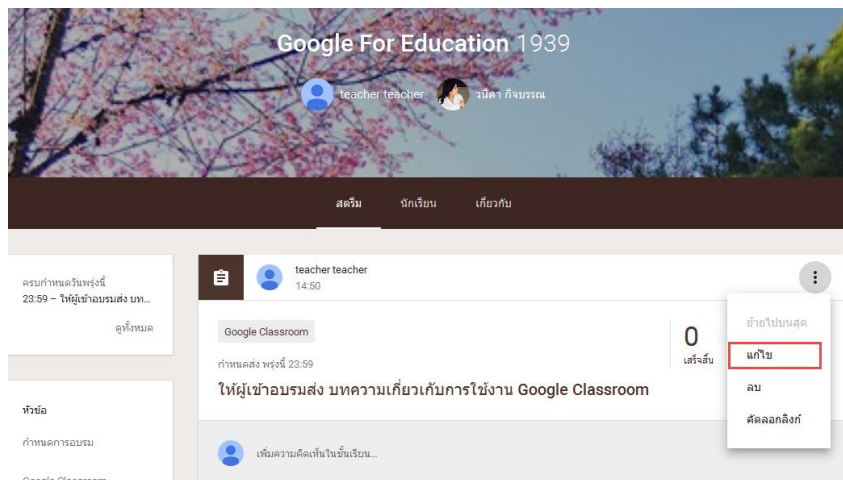 Google For Education 1939
teacher teacher วนิดา กิจบรรณ
สตรีม นักเรียน เกี่ยวกับ
ครบกำหนดวันพรุ่งนี้
23:59 – ให้ผู้เข้าอบรมส่ง บท...
ดูทั้งหมด
หัวข้อ
กำหนดการอบรม
Google Classroom
teacher teacher
14:50
Google Classroom
กำหนดส่ง พรุ่งนี้ 23:59
ให้ผู้เข้าอบรมส่ง บทความเกี่ยวกับการใช้งาน Google Classroom
0
เสร็จสิ้น
ย้ายไปบนสุด
แก้ไข
ลบ
คัดลอกลิงก์
เพิ่มความคิดเห็นในชั้นเรียน...